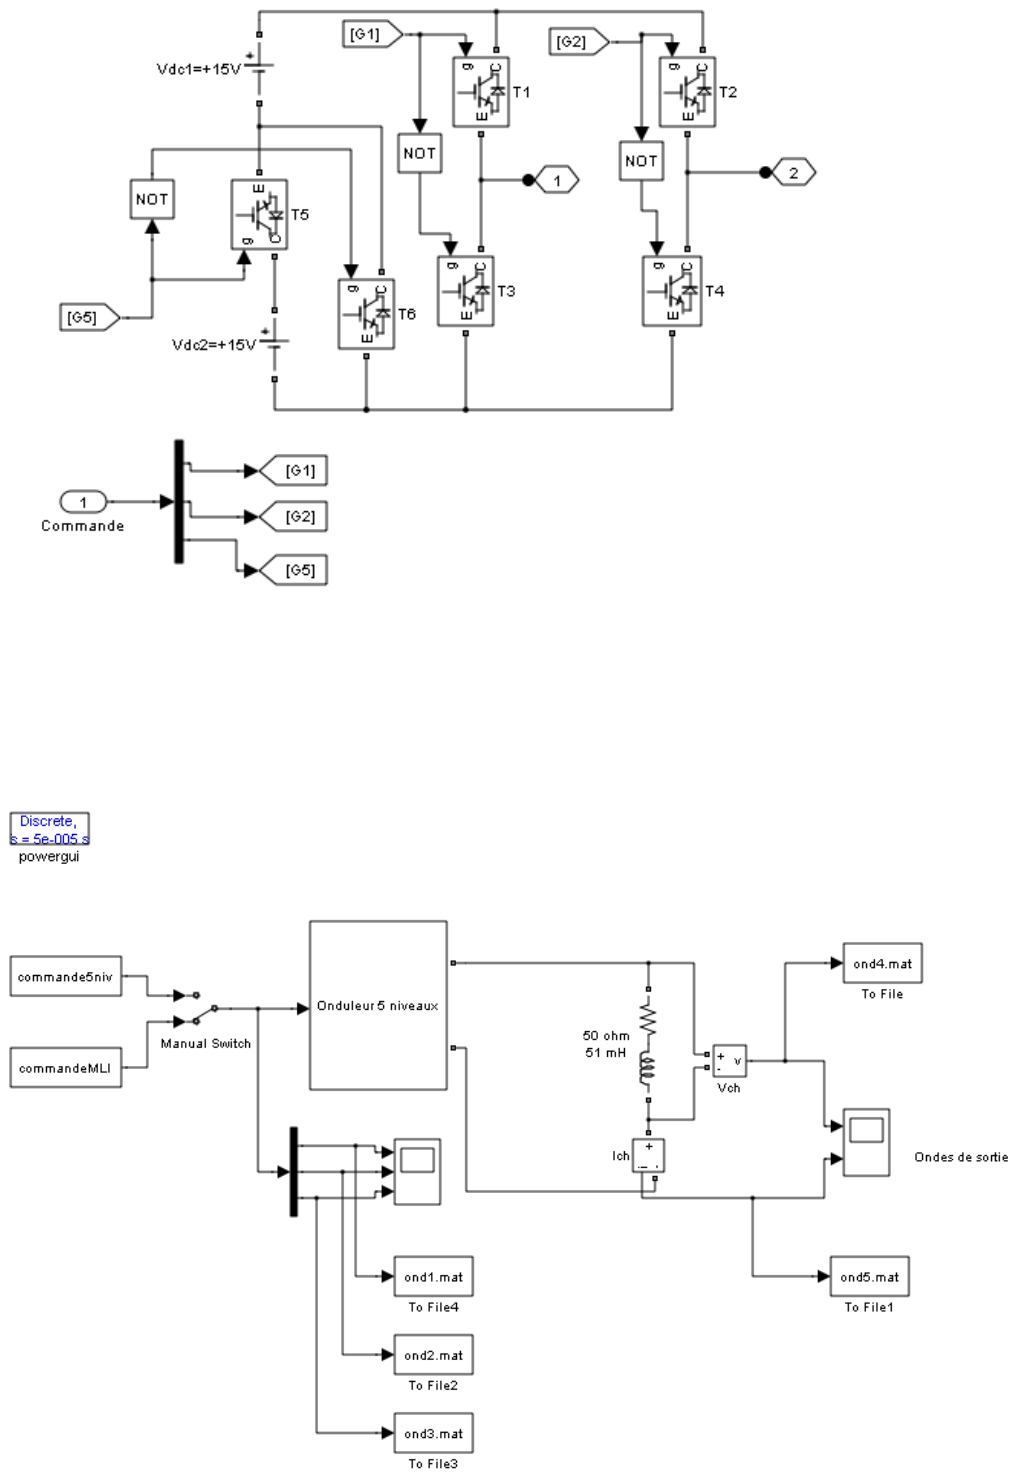 [G1]
[G2]
Vdc1=+15V
+
g
C
E
T1
g
C
E
T2
NOT
NOT
1
2
NOT
E
g
C
T5
[G5]
Vdc2=+15V
+
g
C
E
T6
g
C
E
T3
g
C
E
T4
1
Commande
[G1]
[G2]
[G5]
Discrete,
s = 5e-005 s
powergui
commande5niv
commandeMLI
Manual Switch
Onduleur 5 niveaux
50 ohm
51 mH
+
-
v
Vch
ond4.mat
To File
Ich
+
-
i
Ondes de sortie
ond1.mat
To File4
ond5.mat
To File1
ond2.mat
To File2
ond3.mat
To File3